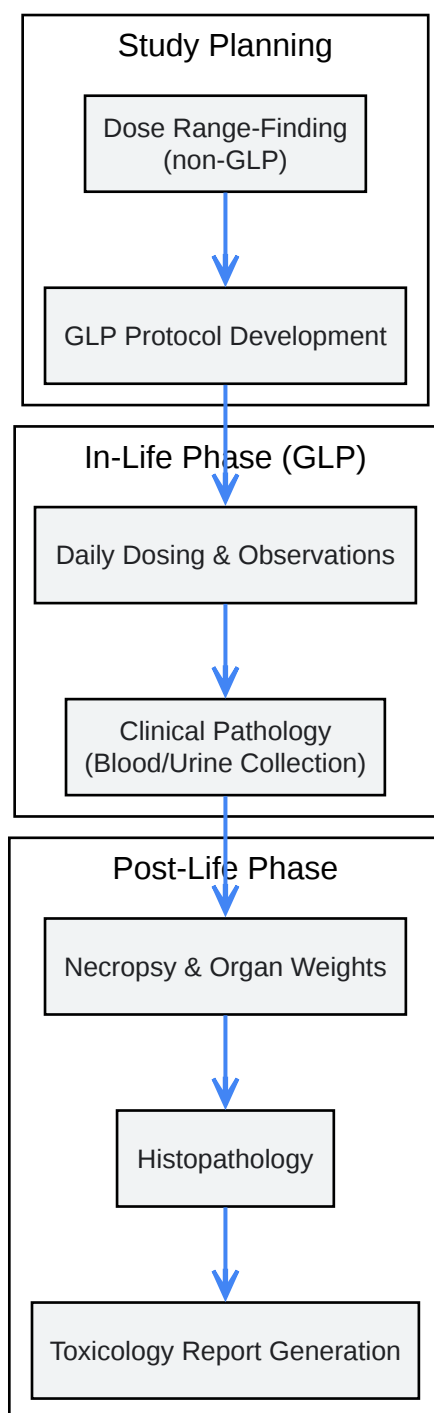 Study Planning
Dose Range-Finding
(non-GLP)
GLP Protocol Development
In-Life Phase (GLP)
Daily Dosing & Observations
Clinical Pathology
(Blood/Urine Collection)
Post-Life Phase
Necropsy & Organ Weights
Histopathology
Toxicology Report Generation